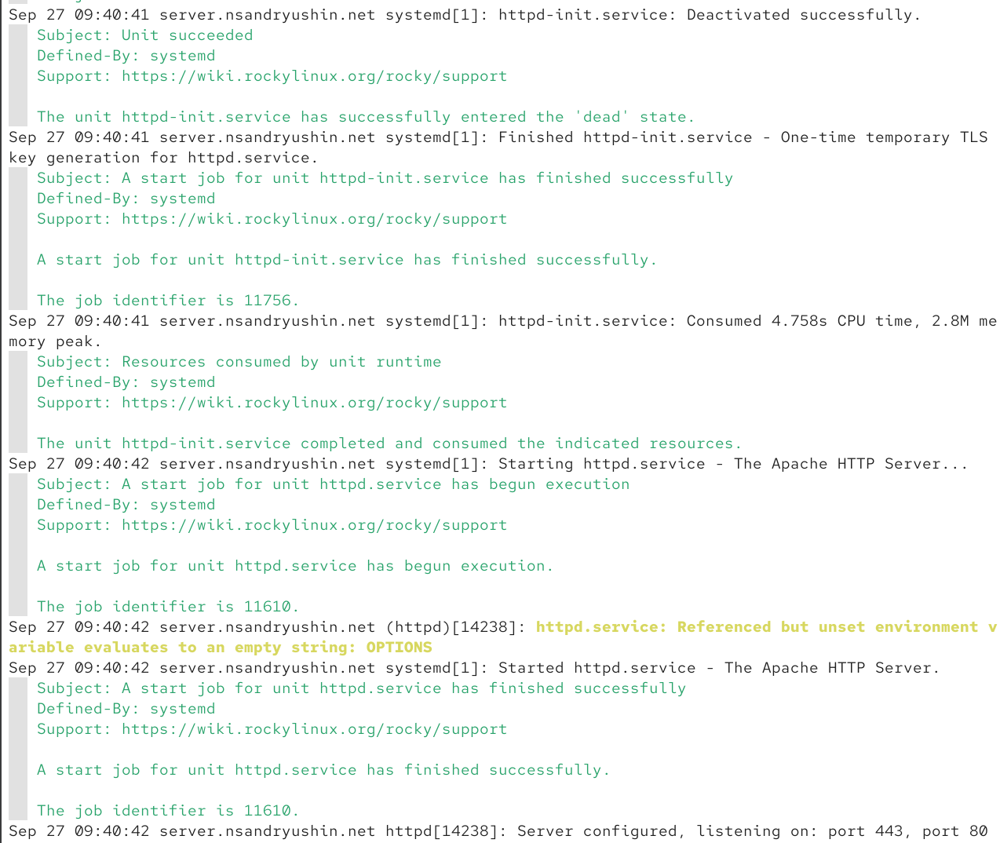 Sep 27 09:40:41 server.nsandryushin.net systemd[1]: httpd-init.service: Deactivated successfully.
Subject: Unit succeeded
Defined-By: systemd
Support: https://wiki.rockylinux.org/rocky/support
The unit httpd-init.service has successfully entered the 'dead' state.
Sep 27 09:40:41 server.nsandryushin.net systemd[1]: Finished httpd-init.service - One-time temporary TLS
key generation for httpd.service.
Subject: A start job for unit httpd-init.service has finished successfully
Defined-By: systemd
Support: https://wiki.rockylinux.org/rocky/support
A start job for unit httpd-init.service has finished successfully.
The job identifier is 11756.
Sep 27 09:40:41 server.nsandryushin.net systemd[1]: httpd-init.service: Consumed 4.758s CPU time, 2.8M me
mory peak.
Subject: Resources consumed by unit runtime
Defined-By: systemd
Support: https://wiki.rockylinux.org/rocky/support
The unit httpd-init.service completed and consumed the indicated resources.
Sep 27 09:40:42 server.nsandryushin.net systemd[1]: Starting httpd.service - The Apache HTTP Server...
Subject: A start job for unit httpd.service has begun execution
Defined-By: systemd
Support: https://wiki.rockylinux.org/rocky/support
A start job for unit httpd.service has begun execution.
The job identifier is 11610.
Sep 27 09:40:42 server.nsandryushin.net (httpd)[14238]: httpd.service: Referenced but unset environment v
ariable evaluates to an empty string: OPTIONS
Sep 27 09:40:42 server.nsandryushin.net systemd[1]: Started httpd.service - The Apache HTTP Server.
Subject: A start job for unit httpd.service has finished successfully
Defined-By: systemd
Support: https://wiki.rockylinux.org/rocky/support
A start job for unit httpd.service has finished successfully.
The job identifier is 11610.
Sep 27 09:40:42 server.nsandryushin.net httpd[14238]: Server configured, listening on: port 443, port 80